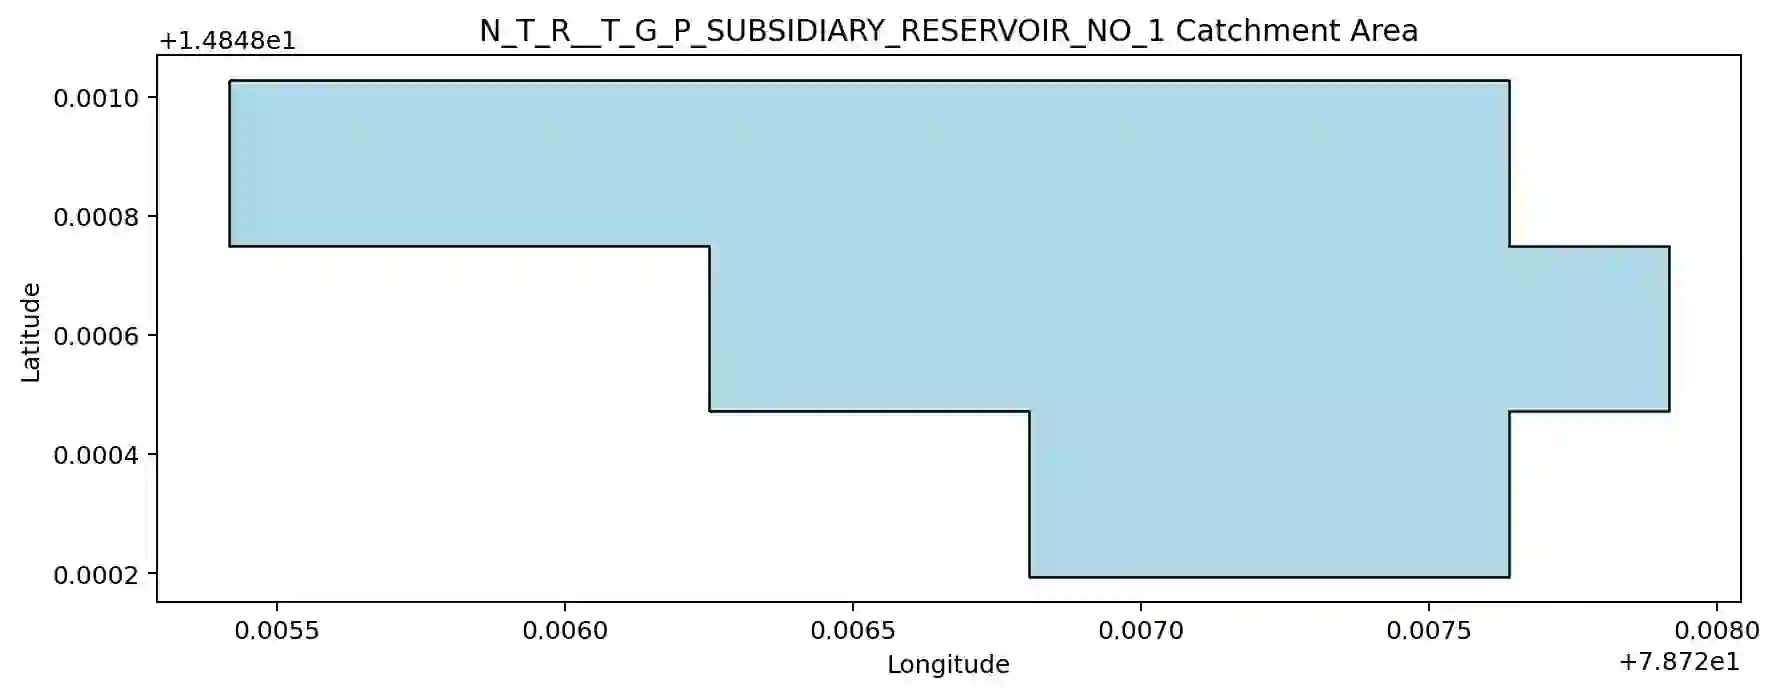 N_T_R__T_G_P_SUBSIDIARY_RESERVOIR_NO_1 Catchment Area
+1.4848e1
0.0010
0.0008
0.0006
0.0004
0.0002
Latitude
0.0055 0.0060 0.0065 0.0070 0.0075 0.0080
Longitude
+7.872e1